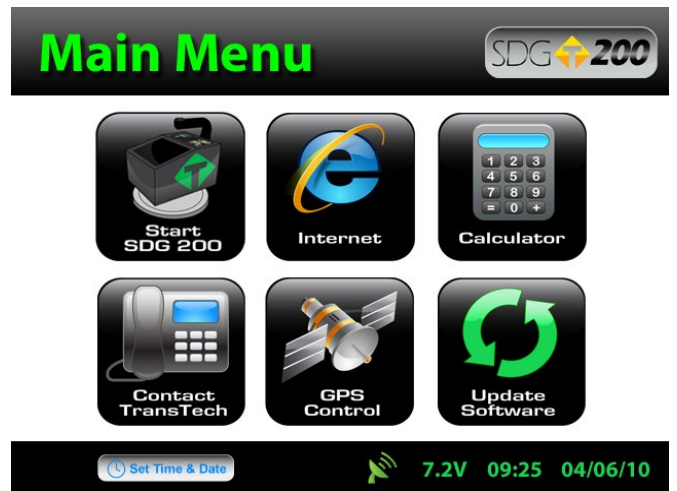 Main Menu
SDG T 200
Start
SDG 200
Internet
1 2 3
4 5 6
7 8 9
= 0 +
Calculator
Contact
TransTech
GPS
Control
Update
Software
Set Time & Date
7.2V 09:25 04/06/10